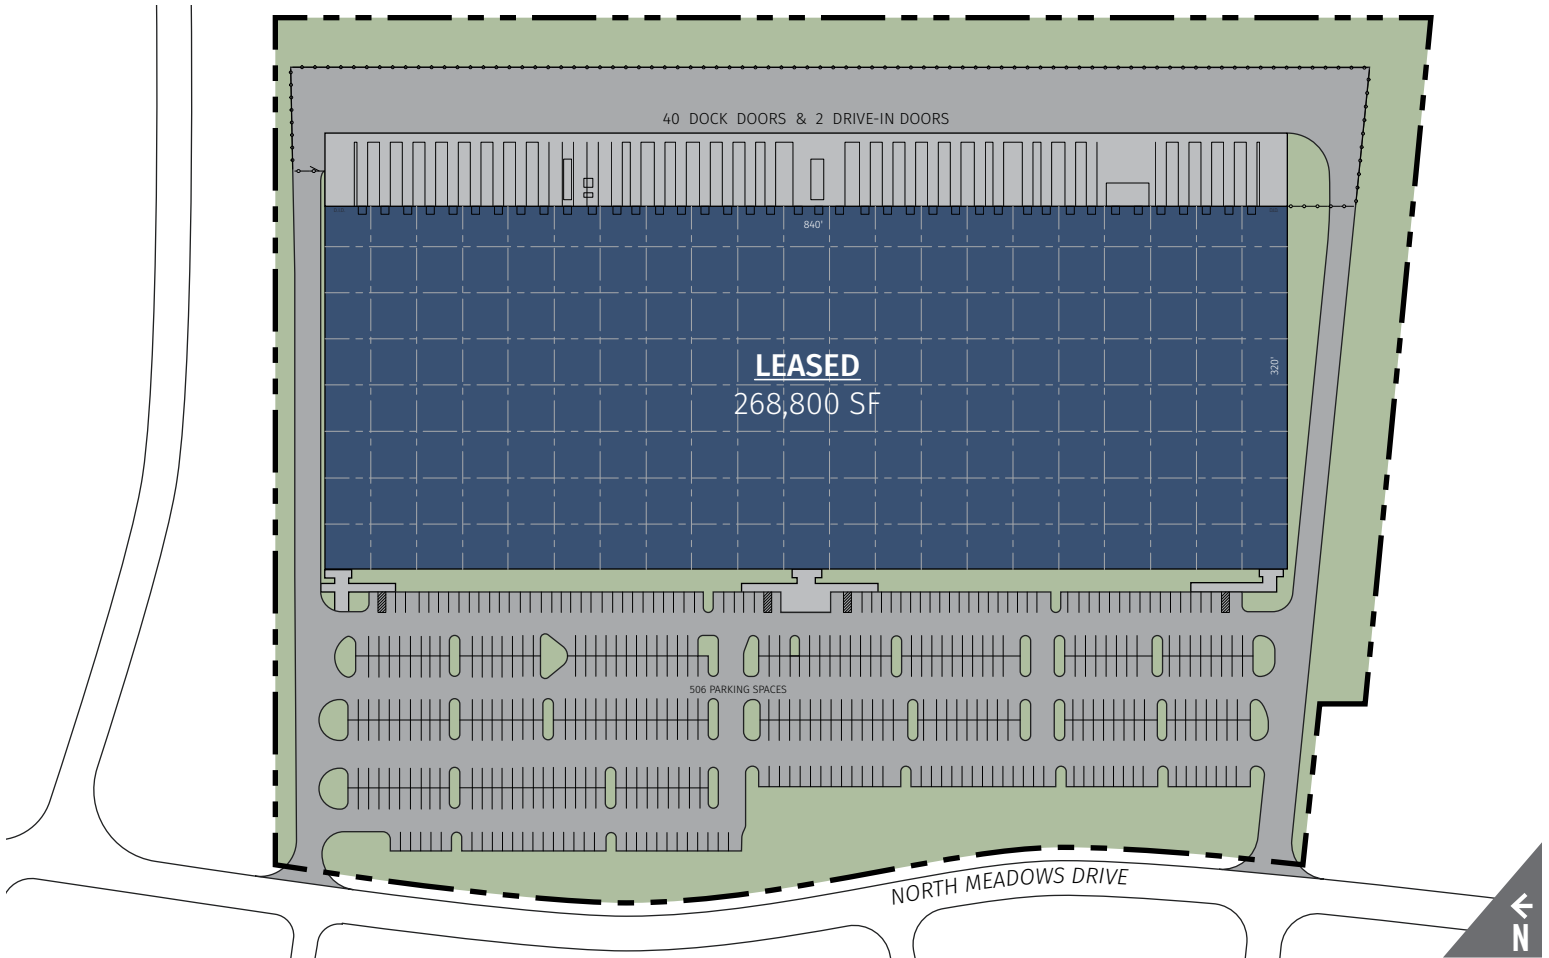 40 DOCK DOORS & 2 DRIVE-IN DOORS
840'
LEASED
268,800 SF
320'
506 PARKING SPACES
NORTH MEADOWS DRIVE
N